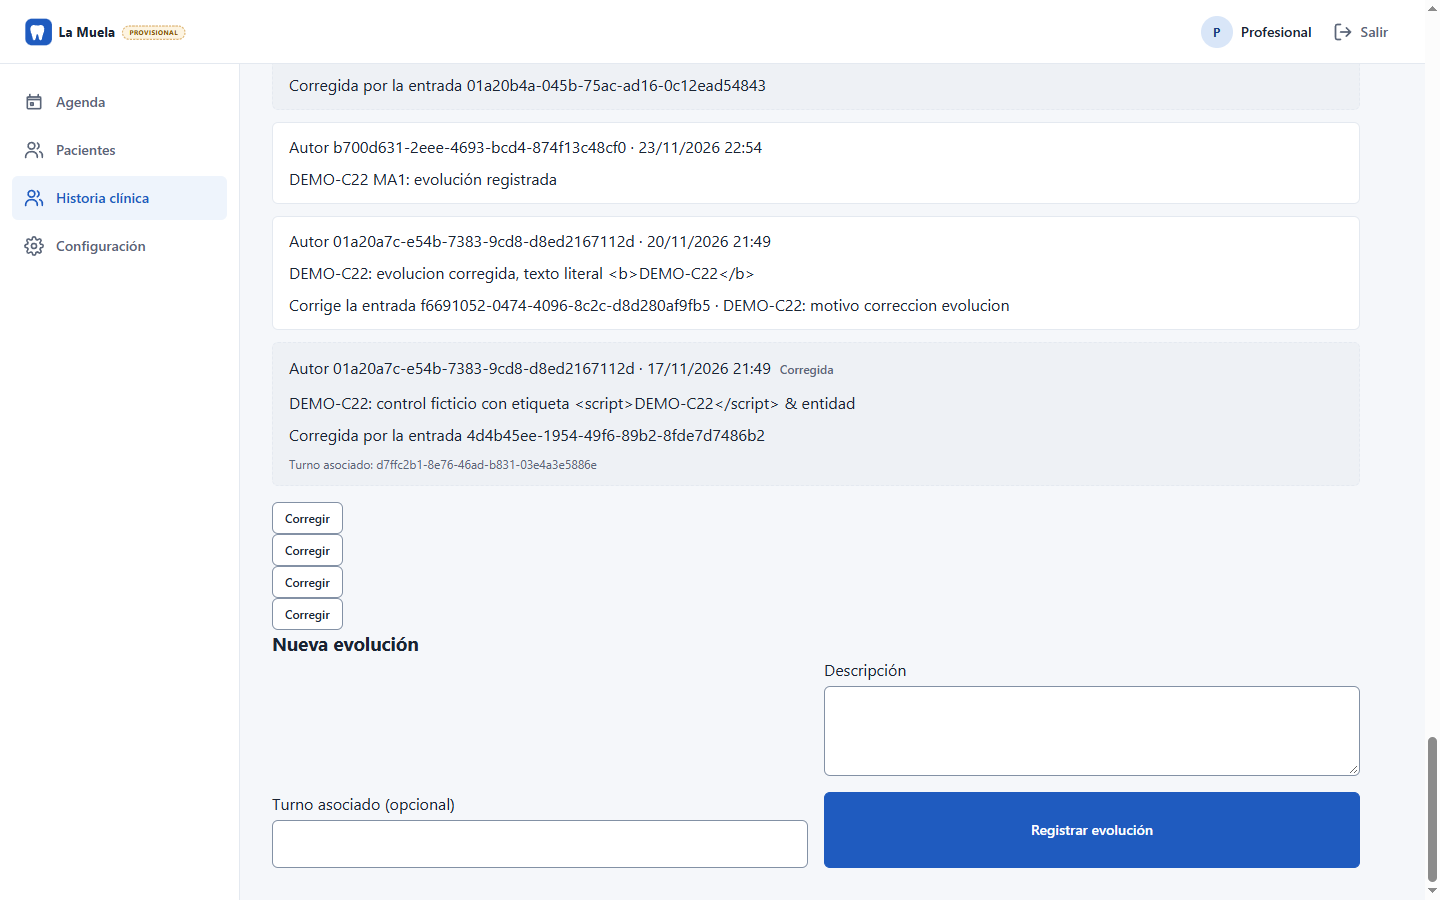 La Muela PROVISIONAL
P Profesional Salir
Agenda
Pacientes
Historia clínica
Configuración
Corregida por la entrada 01a20b4a-045b-75ac-ad16-0c12ead54843
Autor b700d631-2eee-4693-bcd4-874f13c48cf0 · 23/11/2026 22:54
DEMO-C22 MA1: evolución registrada
Autor 01a20a7c-e54b-7383-9cd8-d8ed2167112d · 20/11/2026 21:49
DEMO-C22: evolucion corregida, texto literal <b>DEMO-C22</b>
Corrige la entrada f6691052-0474-4096-8c2c-d8d280af9fb5 · DEMO-C22: motivo correccion evolucion
Autor 01a20a7c-e54b-7383-9cd8-d8ed2167112d · 17/11/2026 21:49 Corregida
DEMO-C22: control ficticio con etiqueta <script>DEMO-C22</script> & entidad
Corregida por la entrada 4d4b45ee-1954-49f6-89b2-8fde7d7486b2
Turno asociado: d7ffc2b1-8e76-46ad-b831-03e4a3e5886e
Corregir
Corregir
Corregir
Corregir
Nueva evolución
Descripción
Turno asociado (opcional)
Registrar evolución